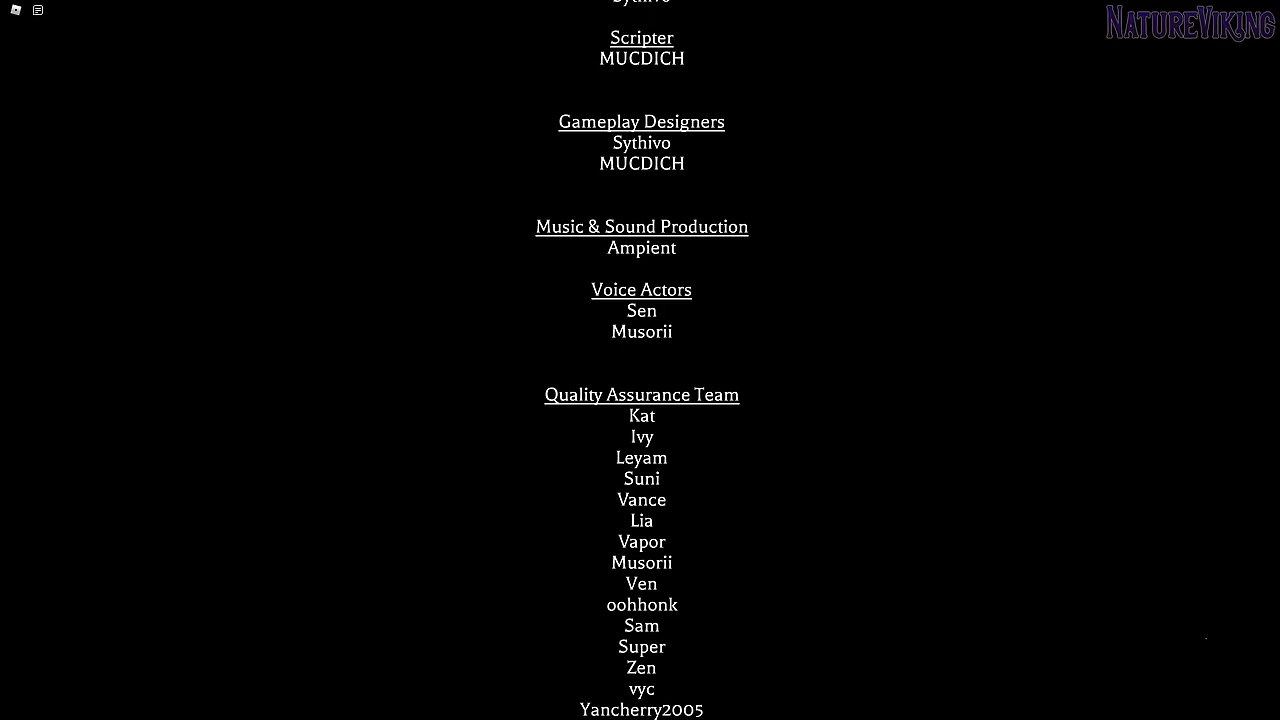 Sythivo
NATUREVIKING
Scripter
MUCDICH
Gameplay Designers
Sythivo
MUCDICH
Music & Sound Production
Ampient
Voice Actors
Sen
Musorii
Quality Assurance Team
Kat
Ivy
Leyam
Suni
Vance
Lia
Vapor
Musorii
Ven
oohhonk
Sam
Super
Zen
vyc
Yancherry2005